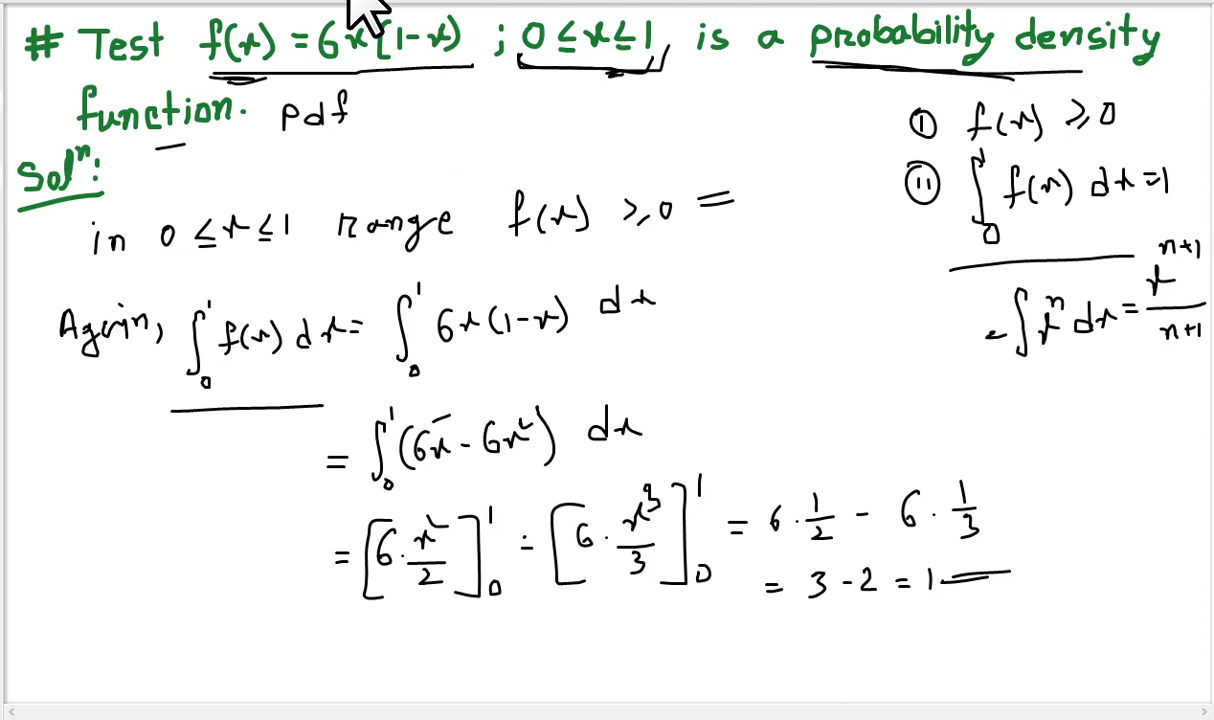 # Test f(x) = 6x(1-x) ; 0 ≤ x ≤ 1, is a probability density
function. pdf
Solⁿ:
① f(x) ≥ 0
⑪ ∫₀¹ f(x) dx = 1
in 0 ≤ x ≤ 1 range f(x) ≥ 0 =
∫ xⁿ dx = xⁿ⁺¹ / n+1
Again, ∫₀¹ f(x) dx = ∫₀¹ 6x(1-x) dx
= ∫₀¹ (6x - 6x²) dx
= [6 · x²/2]₀¹ - [6 · x³/3]₀¹ = 6 · 1/2 - 6 · 1/3
= 3 - 2 = 1